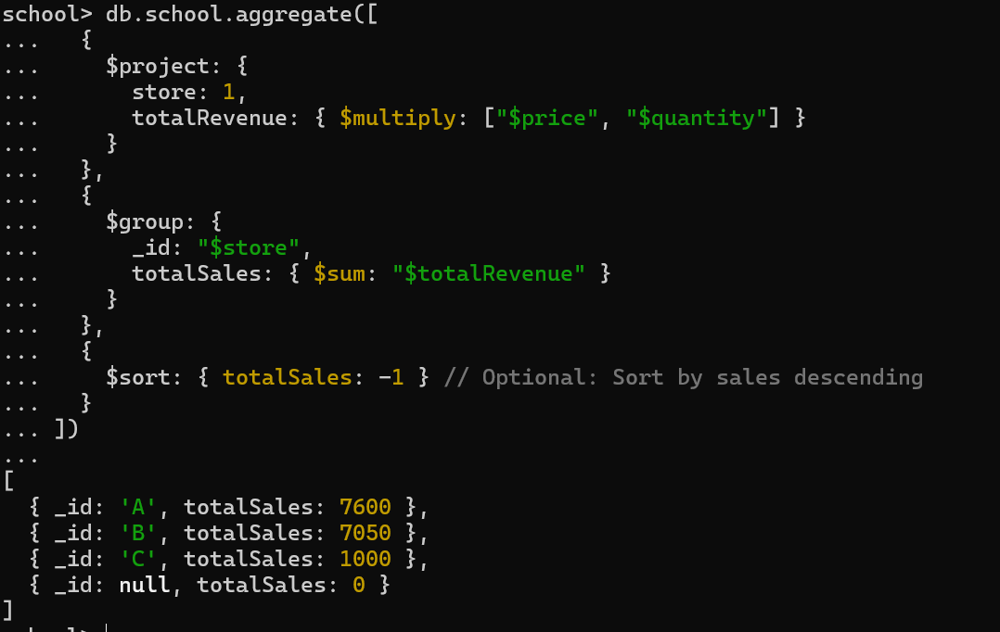 school> db.school.aggregate([
...   {
...     $project: {
...       store: 1,
...       totalRevenue: { $multiply: ["$price", "$quantity"] }
...     }
...   },
...   {
...     $group: {
...       _id: "$store",
...       totalSales: { $sum: "$totalRevenue" }
...     }
...   },
...   {
...     $sort: { totalSales: -1 } // Optional: Sort by sales descending
...   }
... ])
...
[
  { _id: 'A', totalSales: 7600 },
  { _id: 'B', totalSales: 7050 },
  { _id: 'C', totalSales: 1000 },
  { _id: null, totalSales: 0 }
]